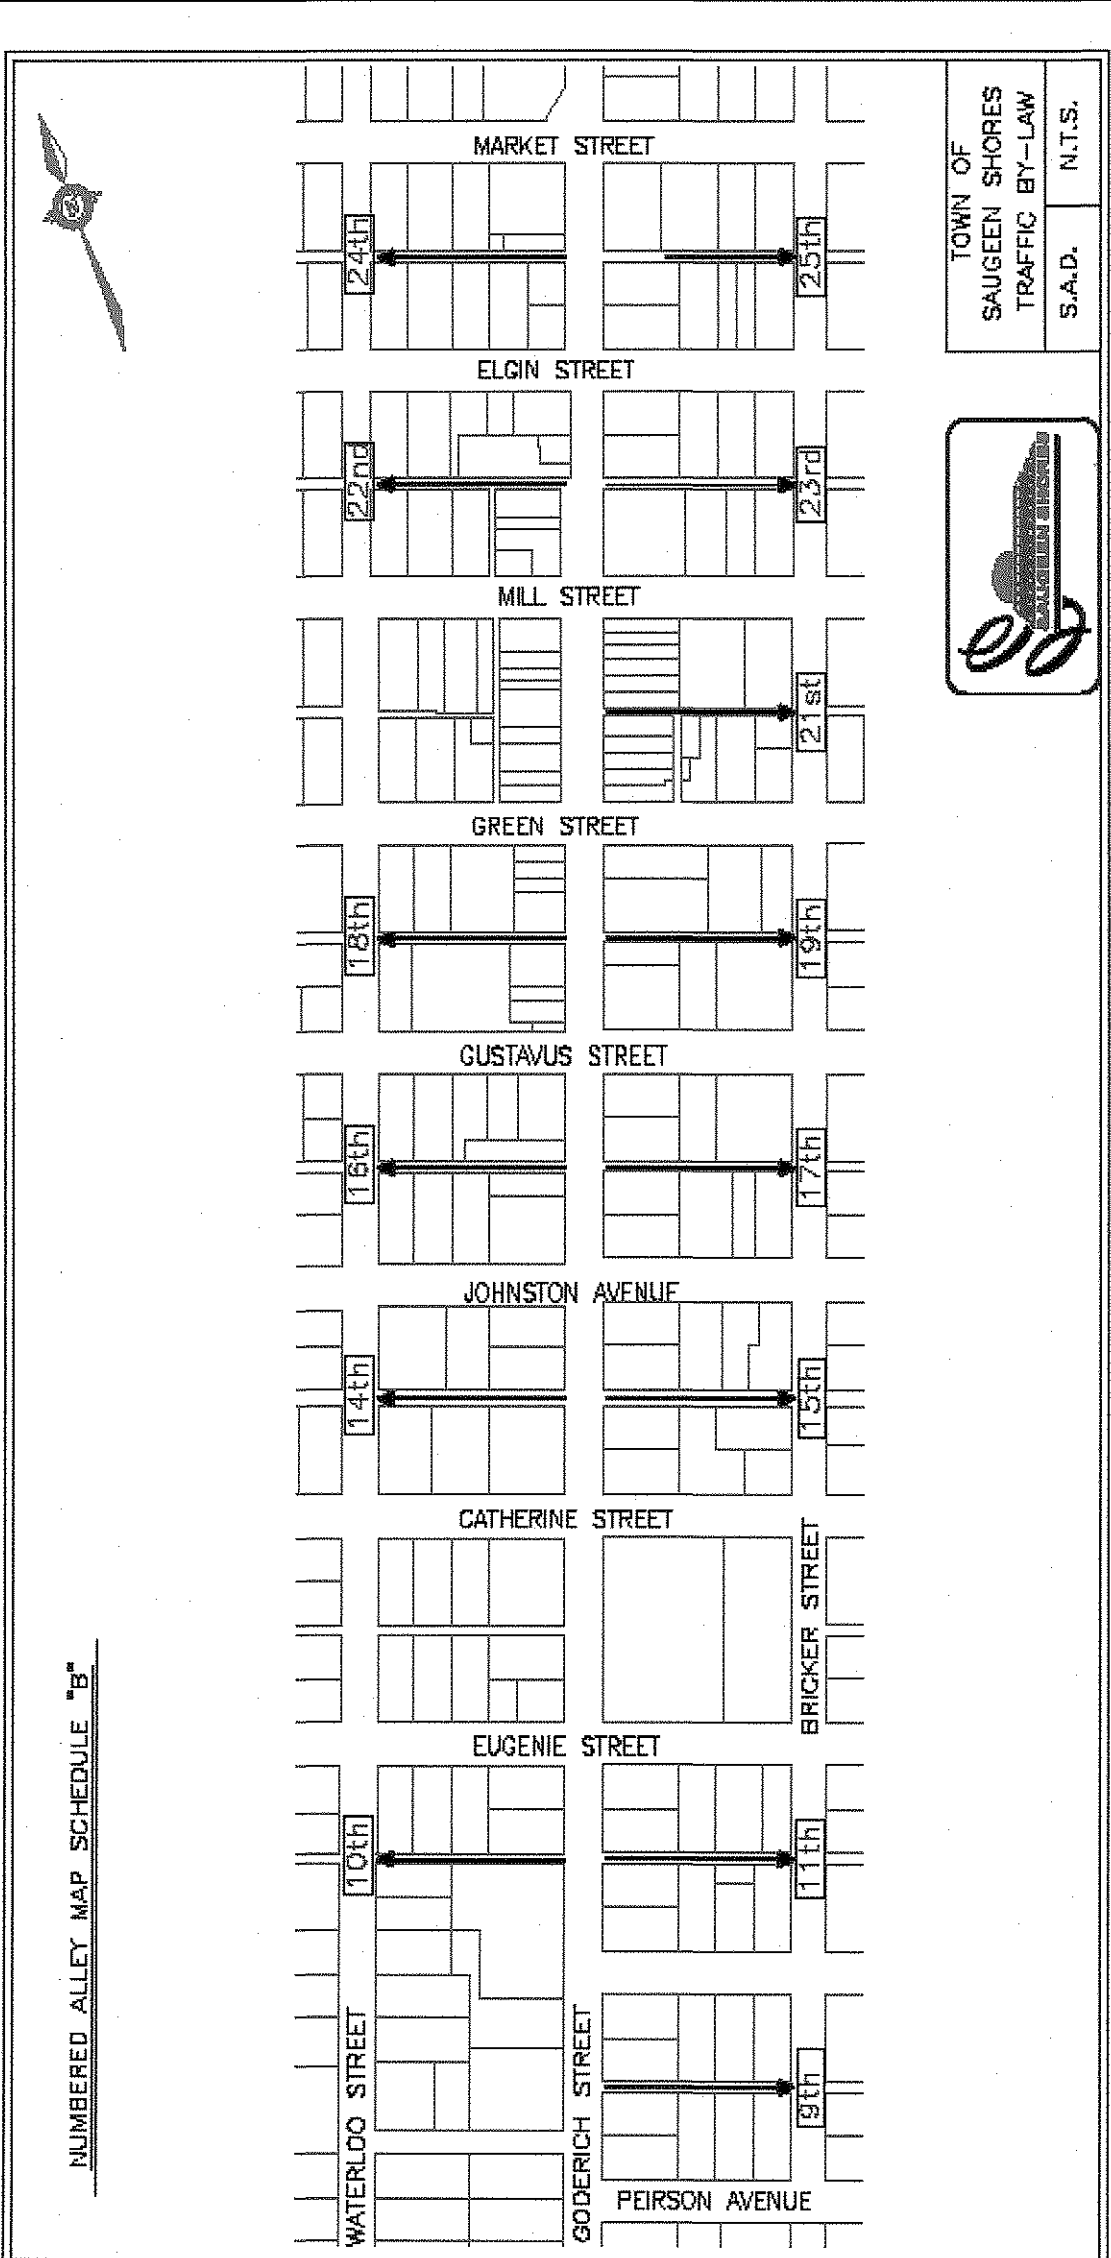 NUMBERED ALLEY MAP SCHEDULE "B"
TOWN OF
SAUGEEN SHORES
TRAFFIC BY-LAW
S.A.D.
N.T.S.
SAUGEEN SHORES
MARKET STREET
24th
25th
ELGIN STREET
22nd
23rd
MILL STREET
21st
GREEN STREET
18th
19th
GUSTAVUS STREET
16th
17th
JOHNSTON AVENUE
14th
15th
CATHERINE STREET
BRICKER STREET
EUGENIE STREET
10th
11th
WATERLOO STREET
GODERICH STREET
9th
PEIRSON AVENUE